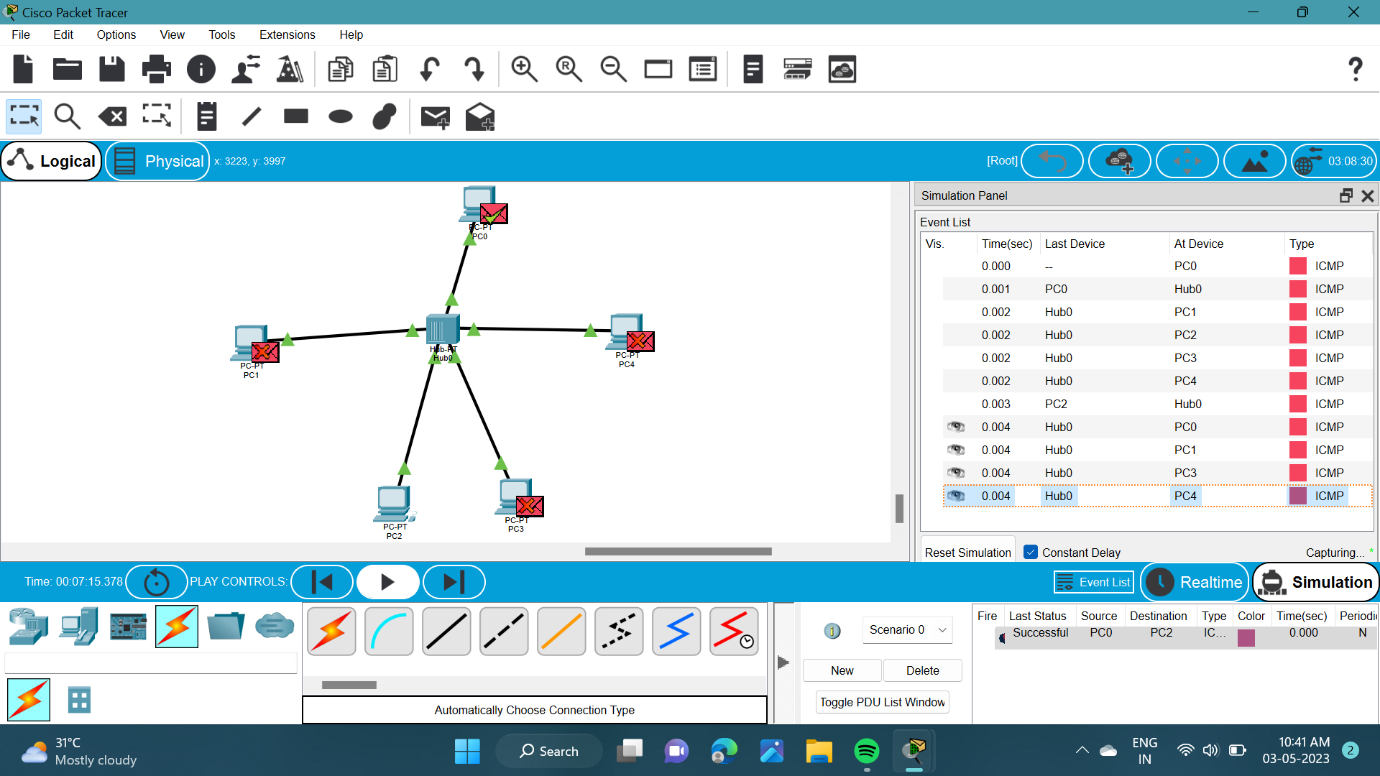 Cisco Packet Tracer
File Edit Options View Tools Extensions Help
Logical Physical x: 3223, y: 3997 [Root] 03:08:30
PC-PT
PC0
PC-PT
PC1
Hub-PT
Hub0
PC-PT
PC4
PC-PT
PC2
PC-PT
PC3
Simulation Panel
Event List
Vis. Time(sec) Last Device At Device Type
0.000 -- PC0 ICMP
0.001 PC0 Hub0 ICMP
0.002 Hub0 PC1 ICMP
0.002 Hub0 PC2 ICMP
0.002 Hub0 PC3 ICMP
0.002 Hub0 PC4 ICMP
0.003 PC2 Hub0 ICMP
0.004 Hub0 PC0 ICMP
0.004 Hub0 PC1 ICMP
0.004 Hub0 PC3 ICMP
0.004 Hub0 PC4 ICMP
Reset Simulation Constant Delay Capturing... *
Time: 00:07:15.378 PLAY CONTROLS: Event List Realtime Simulation
Scenario 0
New Delete
Toggle PDU List Window
Fire Last Status Source Destination Type Color Time(sec) Periodi
Successful PC0 PC2 IC... 0.000 N
Automatically Choose Connection Type
31°C
Mostly cloudy
Search
ENG
IN
10:41 AM
03-05-2023
2